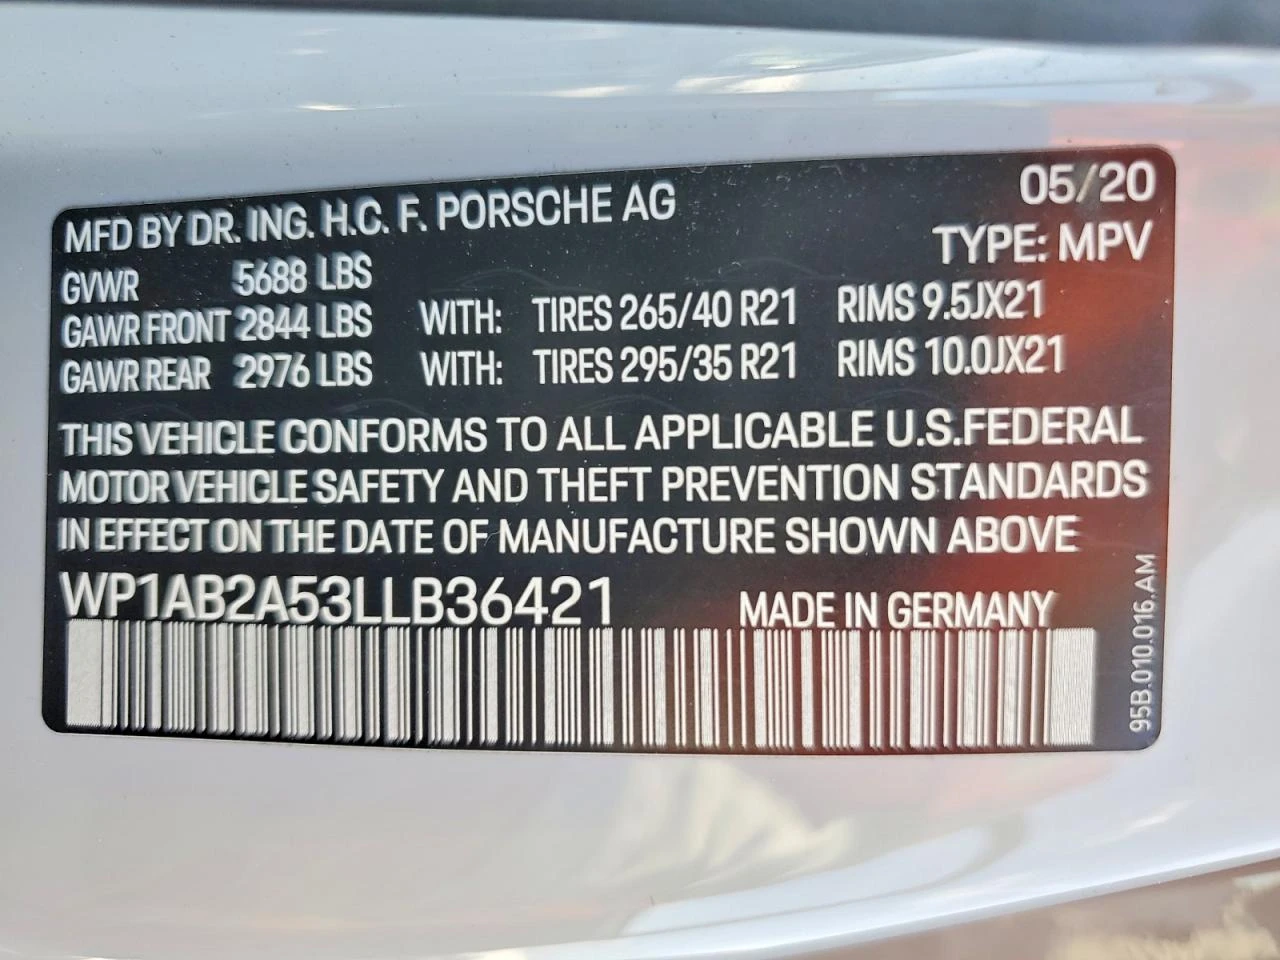 MFD BY DR. ING. H.C. F. PORSCHE AG 05/20
TYPE: MPV
GVWR 5688 LBS
GAWR FRONT 2844 LBS WITH: TIRES 265/40 R21 RIMS 9.5JX21
GAWR REAR 2976 LBS WITH: TIRES 295/35 R21 RIMS 10.0JX21
THIS VEHICLE CONFORMS TO ALL APPLICABLE U.S.FEDERAL
MOTOR VEHICLE SAFETY AND THEFT PREVENTION STANDARDS
IN EFFECT ON THE DATE OF MANUFACTURE SHOWN ABOVE
WP1AB2A53LLB36421 MADE IN GERMANY
95B.010.016.AM